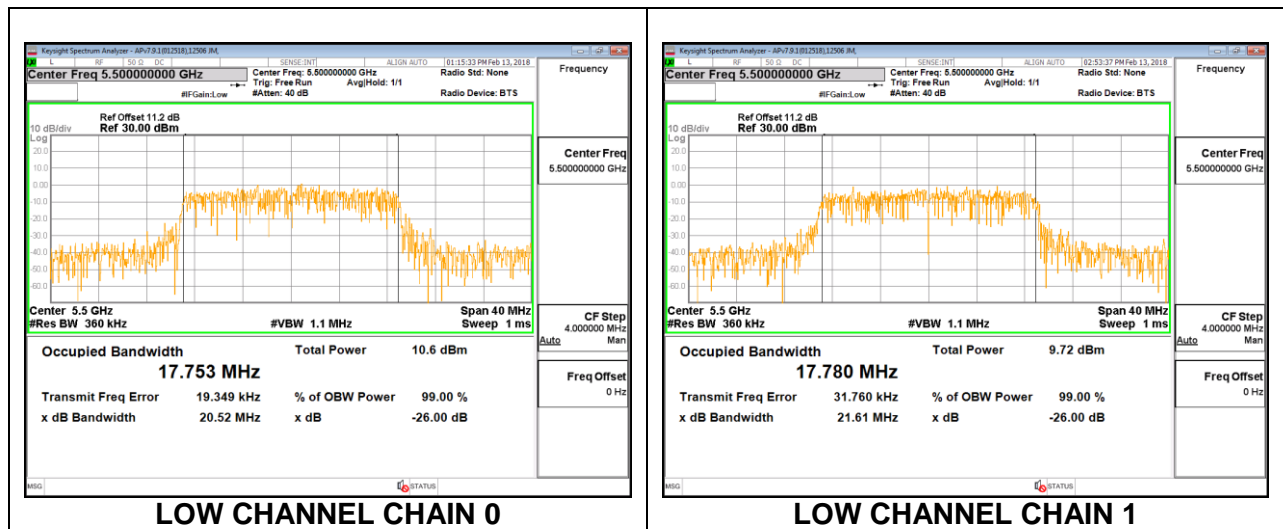 Keysight Spectrum Analyzer - APv7.9.1(012518),12506 JM,
L RF 50 Ω DC SENSE:INT ALIGN AUTO 01:15:33 PM Feb 13, 2018
Center Freq 5.500000000 GHz Center Freq: 5.500000000 GHz Radio Std: None Frequency
Trig: Free Run Avg|Hold: 1/1
#IFGain:Low #Atten: 40 dB Radio Device: BTS
Ref Offset 11.2 dB
10 dB/div Ref 30.00 dBm
Log
20.0
10.0
0.00
-10.0
-20.0
-30.0
-40.0
-50.0
-60.0
Center Freq
5.500000000 GHz
Center 5.5 GHz Span 40 MHz
#Res BW 360 kHz #VBW 1.1 MHz Sweep 1 ms
CF Step
4.000000 MHz
Auto Man
Occupied Bandwidth Total Power 10.6 dBm
17.753 MHz
Freq Offset
0 Hz
Transmit Freq Error 19.349 kHz % of OBW Power 99.00 %
x dB Bandwidth 20.52 MHz x dB -26.00 dB
MSG STATUS
LOW CHANNEL CHAIN 0
Keysight Spectrum Analyzer - APv7.9.1(012518),12506 JM,
L RF 50 Ω DC SENSE:INT ALIGN AUTO 02:53:37 PM Feb 13, 2018
Center Freq 5.500000000 GHz Center Freq: 5.500000000 GHz Radio Std: None Frequency
Trig: Free Run Avg|Hold: 1/1
#IFGain:Low #Atten: 40 dB Radio Device: BTS
Ref Offset 11.2 dB
10 dB/div Ref 30.00 dBm
Log
20.0
10.0
0.00
-10.0
-20.0
-30.0
-40.0
-50.0
-60.0
Center Freq
5.500000000 GHz
Center 5.5 GHz Span 40 MHz
#Res BW 360 kHz #VBW 1.1 MHz Sweep 1 ms
CF Step
4.000000 MHz
Auto Man
Occupied Bandwidth Total Power 9.72 dBm
17.780 MHz
Freq Offset
0 Hz
Transmit Freq Error 31.760 kHz % of OBW Power 99.00 %
x dB Bandwidth 21.61 MHz x dB -26.00 dB
MSG STATUS
LOW CHANNEL CHAIN 1